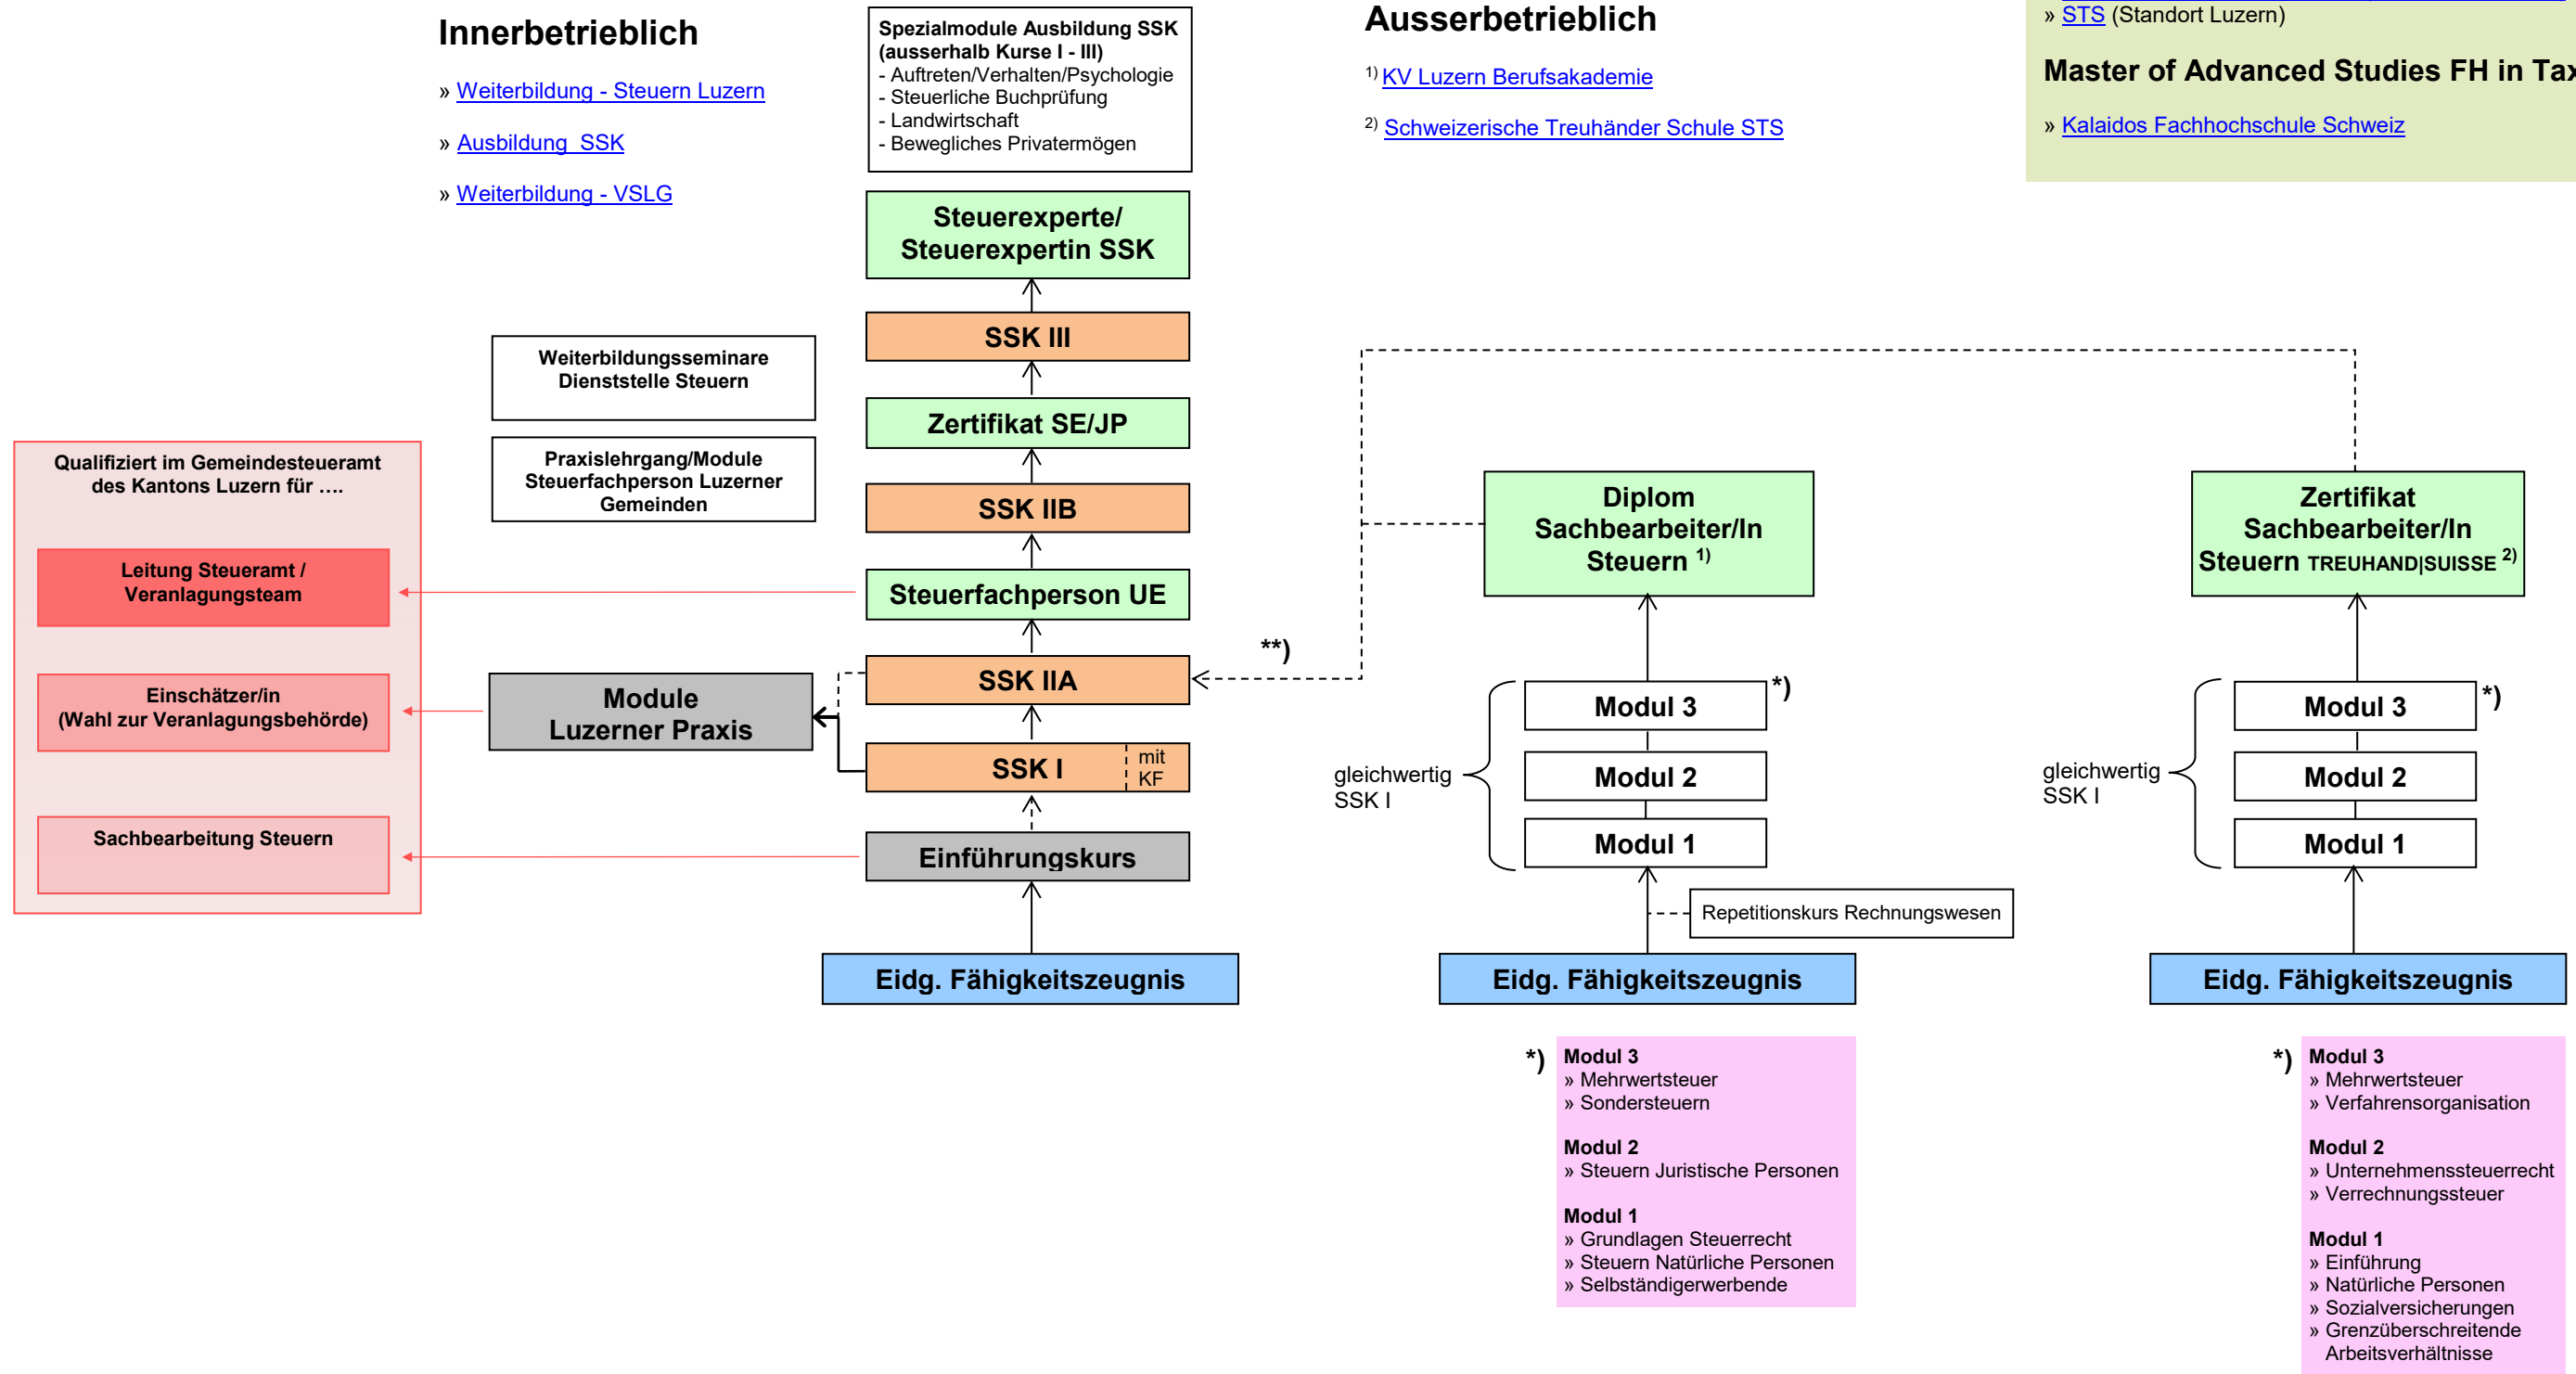 Innerbetrieblich
» Weiterbildung - Steuern Luzern
» Ausbildung  SSK
» Weiterbildung - VSLG
Spezialmodule Ausbildung SSK
(ausserhalb Kurse I - III)
- Auftreten/Verhalten/Psychologie
- Steuerliche Buchprüfung
- Landwirtschaft
- Bewegliches Privatermögen
Ausserbetrieblich
1) KV Luzern Berufsakademie
2) Schweizerische Treuhänder Schule STS
» STS (Standort Luzern)
Master of Advanced Studies FH in Tax
» Kalaidos Fachhochschule Schweiz
Steuerexperte/
Steuerexpertin SSK
SSK III
Zertifikat SE/JP
SSK IIB
Steuerfachperson UE
SSK IIA
SSK I
mit
KF
Einführungskurs
Eidg. Fähigkeitszeugnis
Weiterbildungsseminare
Dienststelle Steuern
Praxislehrgang/Module
Steuerfachperson Luzerner
Gemeinden
Module
Luzerner Praxis
Qualifiziert im Gemeindesteueramt
des Kantons Luzern für ….
Leitung Steueramt /
Veranlagungsteam
Einschätzer/in
(Wahl zur Veranlagungsbehörde)
Sachbearbeitung Steuern
**)
Diplom
Sachbearbeiter/In
Steuern 1)
Modul 3
*)
Modul 2
Modul 1
gleichwertig
SSK I
Repetitionskurs Rechnungswesen
Eidg. Fähigkeitszeugnis
*)
Modul 3
» Mehrwertsteuer
» Sondersteuern
Modul 2
» Steuern Juristische Personen
Modul 1
» Grundlagen Steuerrecht
» Steuern Natürliche Personen
» Selbständigerwerbende
Zertifikat
Sachbearbeiter/In
Steuern TREUHAND|SUISSE 2)
Modul 3
*)
Modul 2
Modul 1
gleichwertig
SSK I
Eidg. Fähigkeitszeugnis
*)
Modul 3
» Mehrwertsteuer
» Verfahrensorganisation
Modul 2
» Unternehmenssteuerrecht
» Verrechnungssteuer
Modul 1
» Einführung
» Natürliche Personen
» Sozialversicherungen
» Grenzüberschreitende
Arbeitsverhältnisse